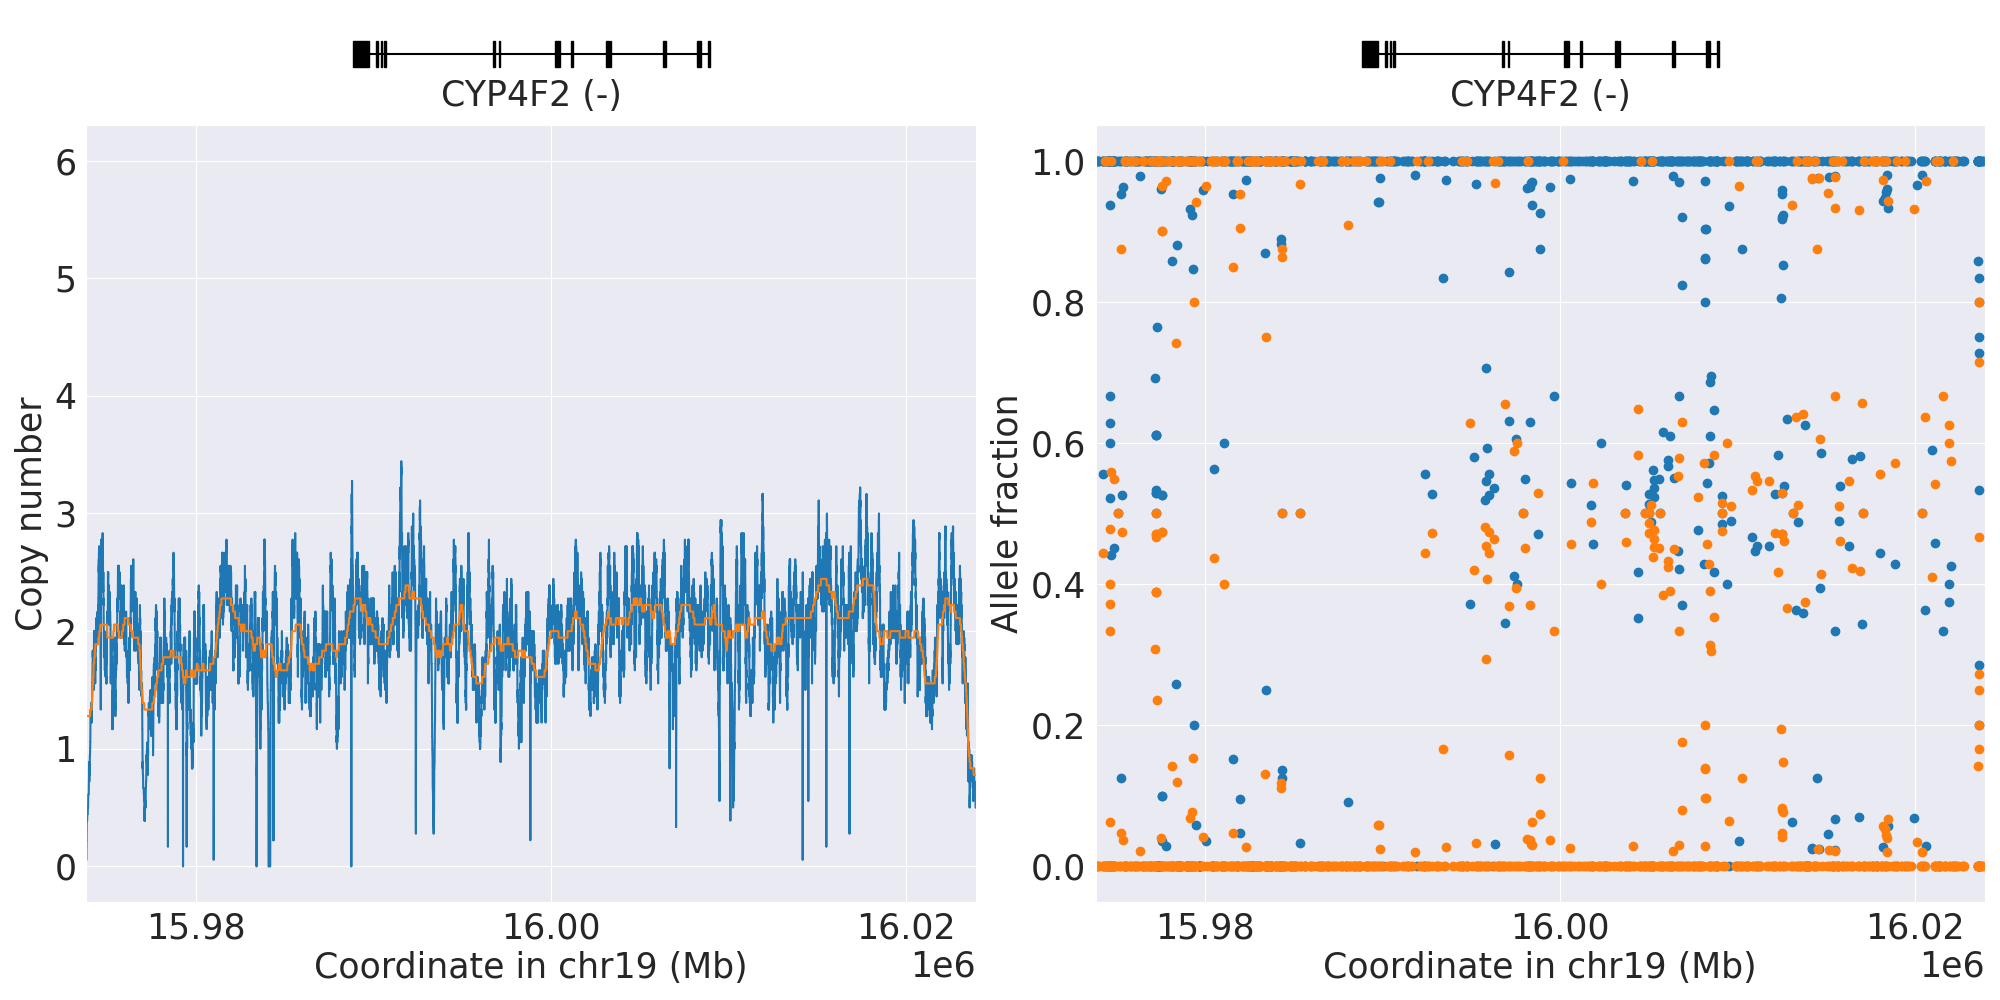 CYP4F2 (-)
Copy number
6
5
4
3
2
1
0
15.98
16.00
16.02
Coordinate in chr19 (Mb)
1e6
CYP4F2 (-)
Allele fraction
1.0
0.8
0.6
0.4
0.2
0.0
15.98
16.00
16.02
Coordinate in chr19 (Mb)
1e6